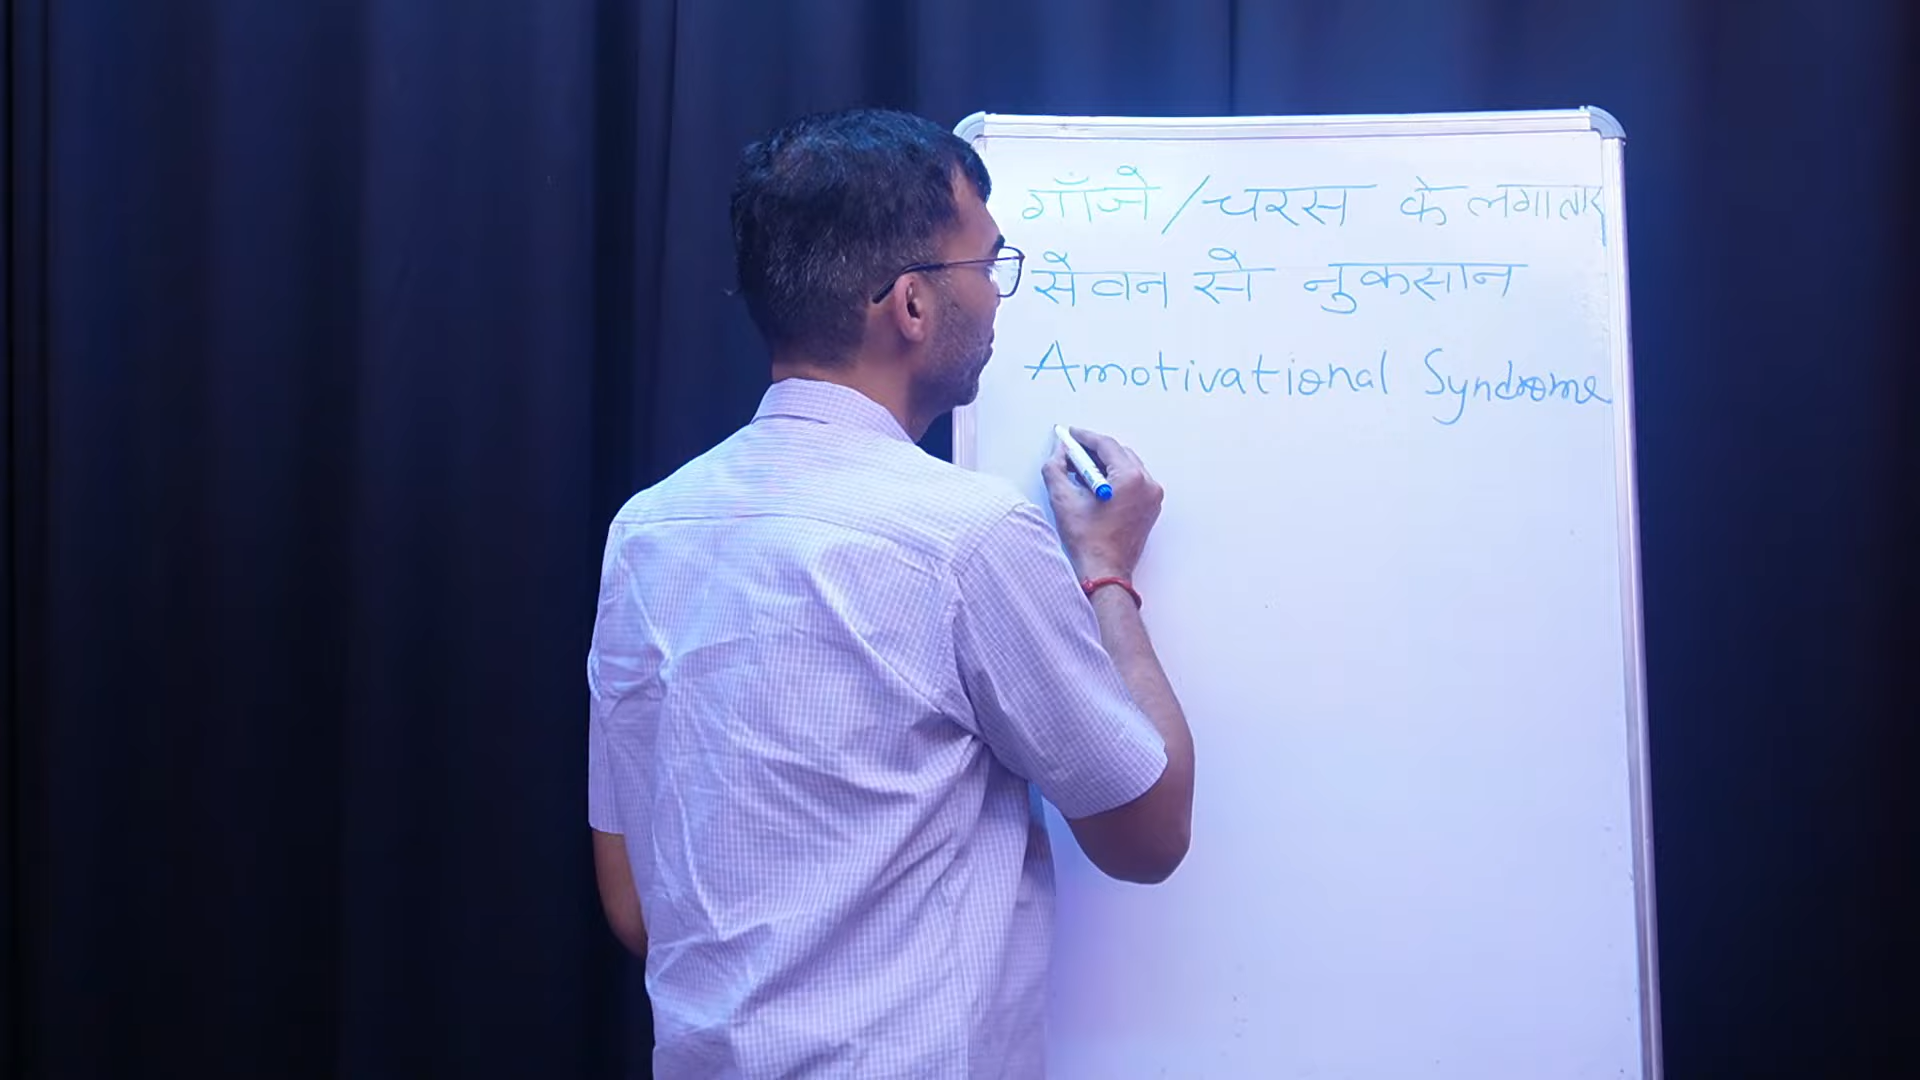 गाँजे/चरस के लगातार
सेवन से नुकसान
Amotivational Syndrome